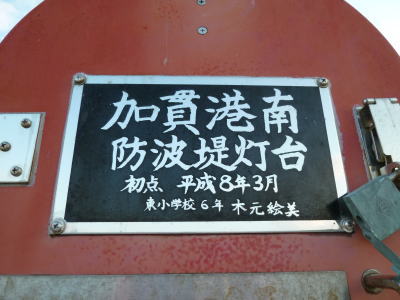 加貫港南
防波堤灯台
初点 平成8年3月
東小学校 6年 木元絵美